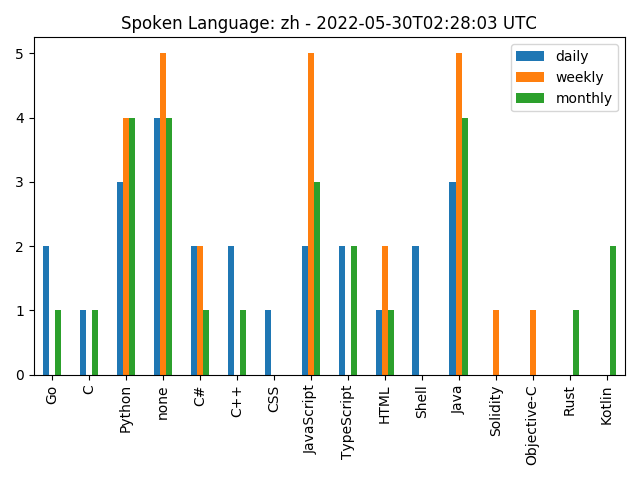 Spoken Language: zh - 2022-05-30T02:28:03 UTC
daily
weekly
monthly
5
4
3
2
1
0
Go
C
Python
none
C#
C++
CSS
JavaScript
TypeScript
HTML
Shell
Java
Solidity
Objective-C
Rust
Kotlin